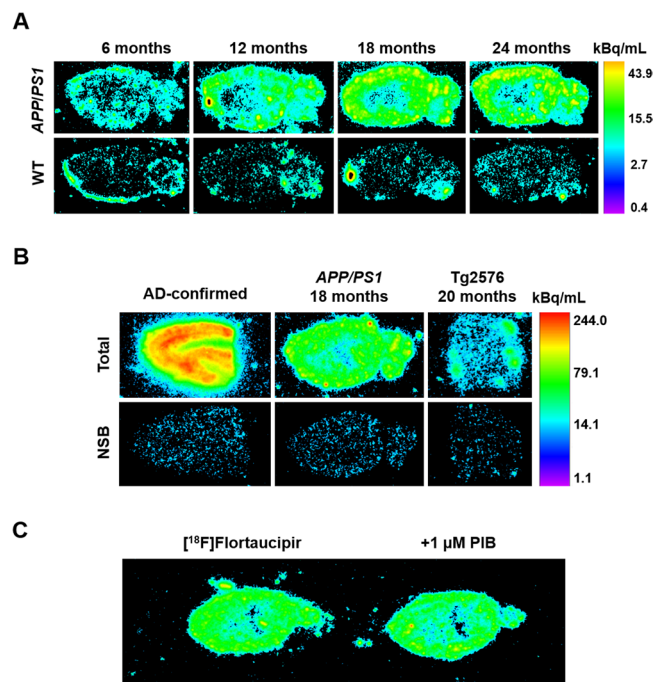 A
6 months 12 months 18 months 24 months kBq/mL
APP/PS1
WT
43.9
15.5
2.7
0.4
B
AD-confirmed APP/PS1 Tg2576
18 months 20 months kBq/mL
Total
NSB
244.0
79.1
14.1
1.1
C
[¹⁸F]Flortaucipir +1 µM PIB